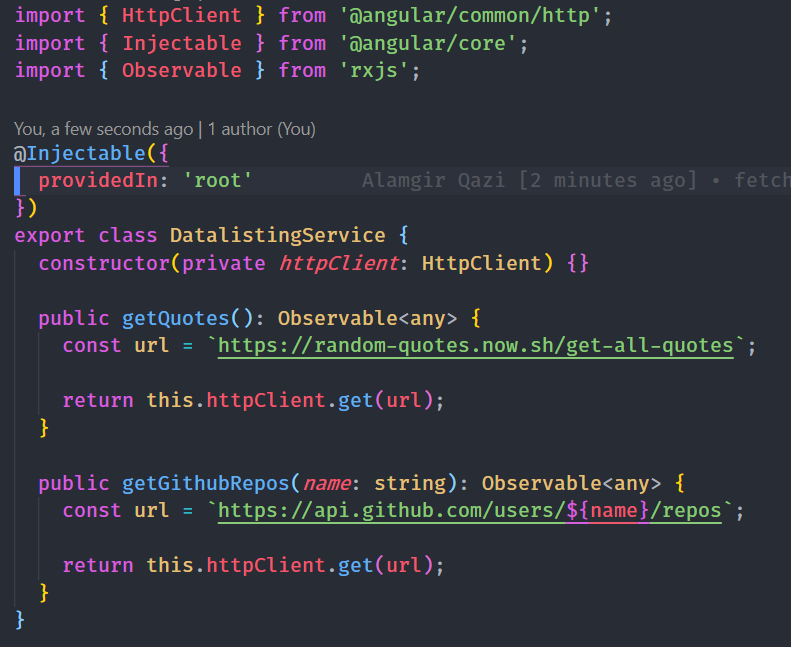 import { HttpClient } from '@angular/common/http';
import { Injectable } from '@angular/core';
import { Observable } from 'rxjs';
You, a few seconds ago | 1 author (You)
@Injectable({
  providedIn: 'root' Alamgir Qazi [2 minutes ago] • fetch
})
export class DatalistingService {
  constructor(private httpClient: HttpClient) {}
  public getQuotes(): Observable<any> {
    const url = `https://random-quotes.now.sh/get-all-quotes`;
    return this.httpClient.get(url);
  }
  public getGithubRepos(name: string): Observable<any> {
    const url = `https://api.github.com/users/${name}/repos`;
    return this.httpClient.get(url);
  }
}